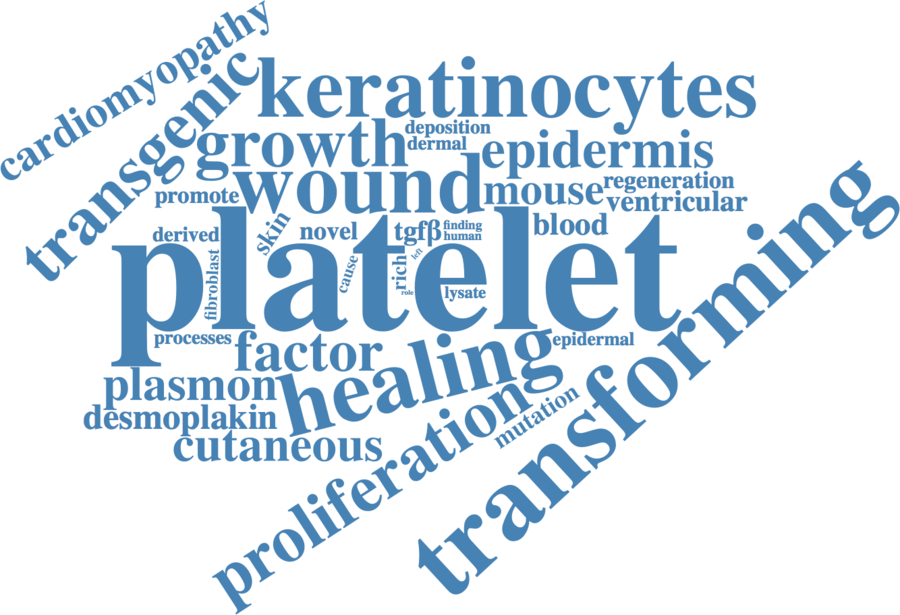 cardiomyopathy
transgenic
keratinocytes
growth
deposition
dermal
epidermis
promote
wound
mouse
regeneration
ventricular
derived
skin
novel
tgfβ
finding
human
blood
platelet
fibroblast
cause
rich
left
role
lysate
transforming
processes
factor
healing
epidermal
plasmon
desmoplakin
cutaneous
proliferation
mutation